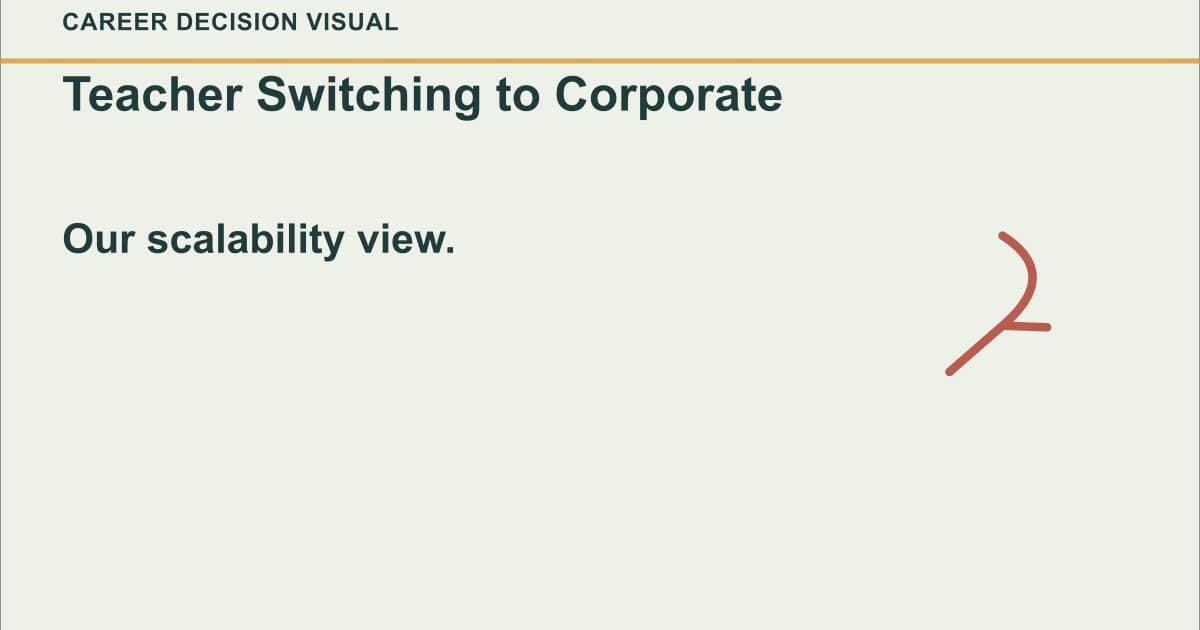 CAREER DECISION VISUAL
Teacher Switching to Corporate
Our scalability view.